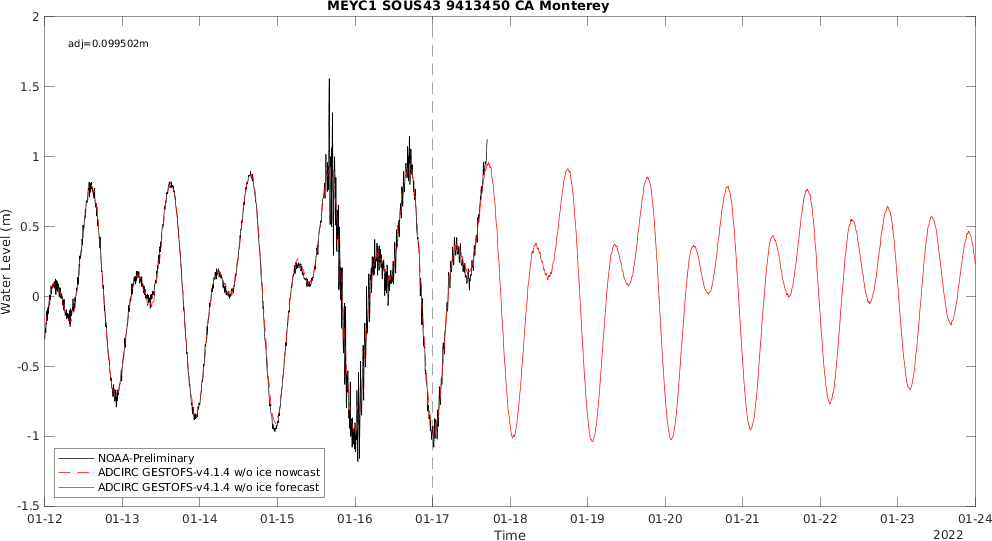 MEYC1 SOUS43 9413450 CA Monterey
adj=0.099502m
Water Level (m)
2
1.5
1
0.5
0
-0.5
-1
-1.5
NOAA-Preliminary
ADCIRC GESTOFS-v4.1.4 w/o ice nowcast
ADCIRC GESTOFS-v4.1.4 w/o ice forecast
01-12 01-13 01-14 01-15 01-16 01-17 01-18 01-19 01-20 01-21 01-22 01-23 01-24
Time
2022